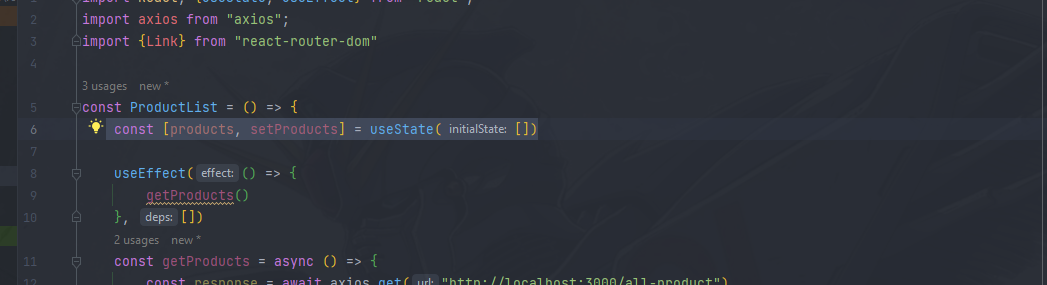 import React, {useState, useEffect} from "react";
2 import axios from "axios";
3 import {Link} from "react-router-dom"
4
3 usages new *
5 const ProductList = () => {
6 const [products, setProducts] = useState( initialState: [])
7
8 useEffect( effect: () => {
9 getProducts()
10 }, deps: [])
2 usages new *
11 const getProducts = async () => {
12 const response = await axios.get( url: "http://localhost:3000/all-product")